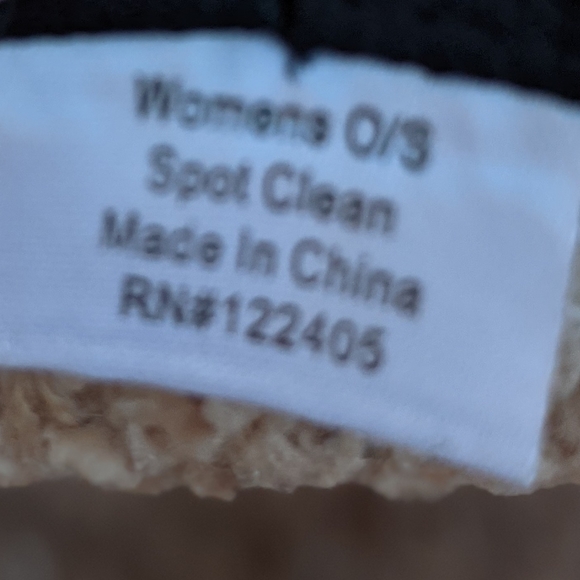 Womens O/S
Spot Clean
Made In China
RN#122405